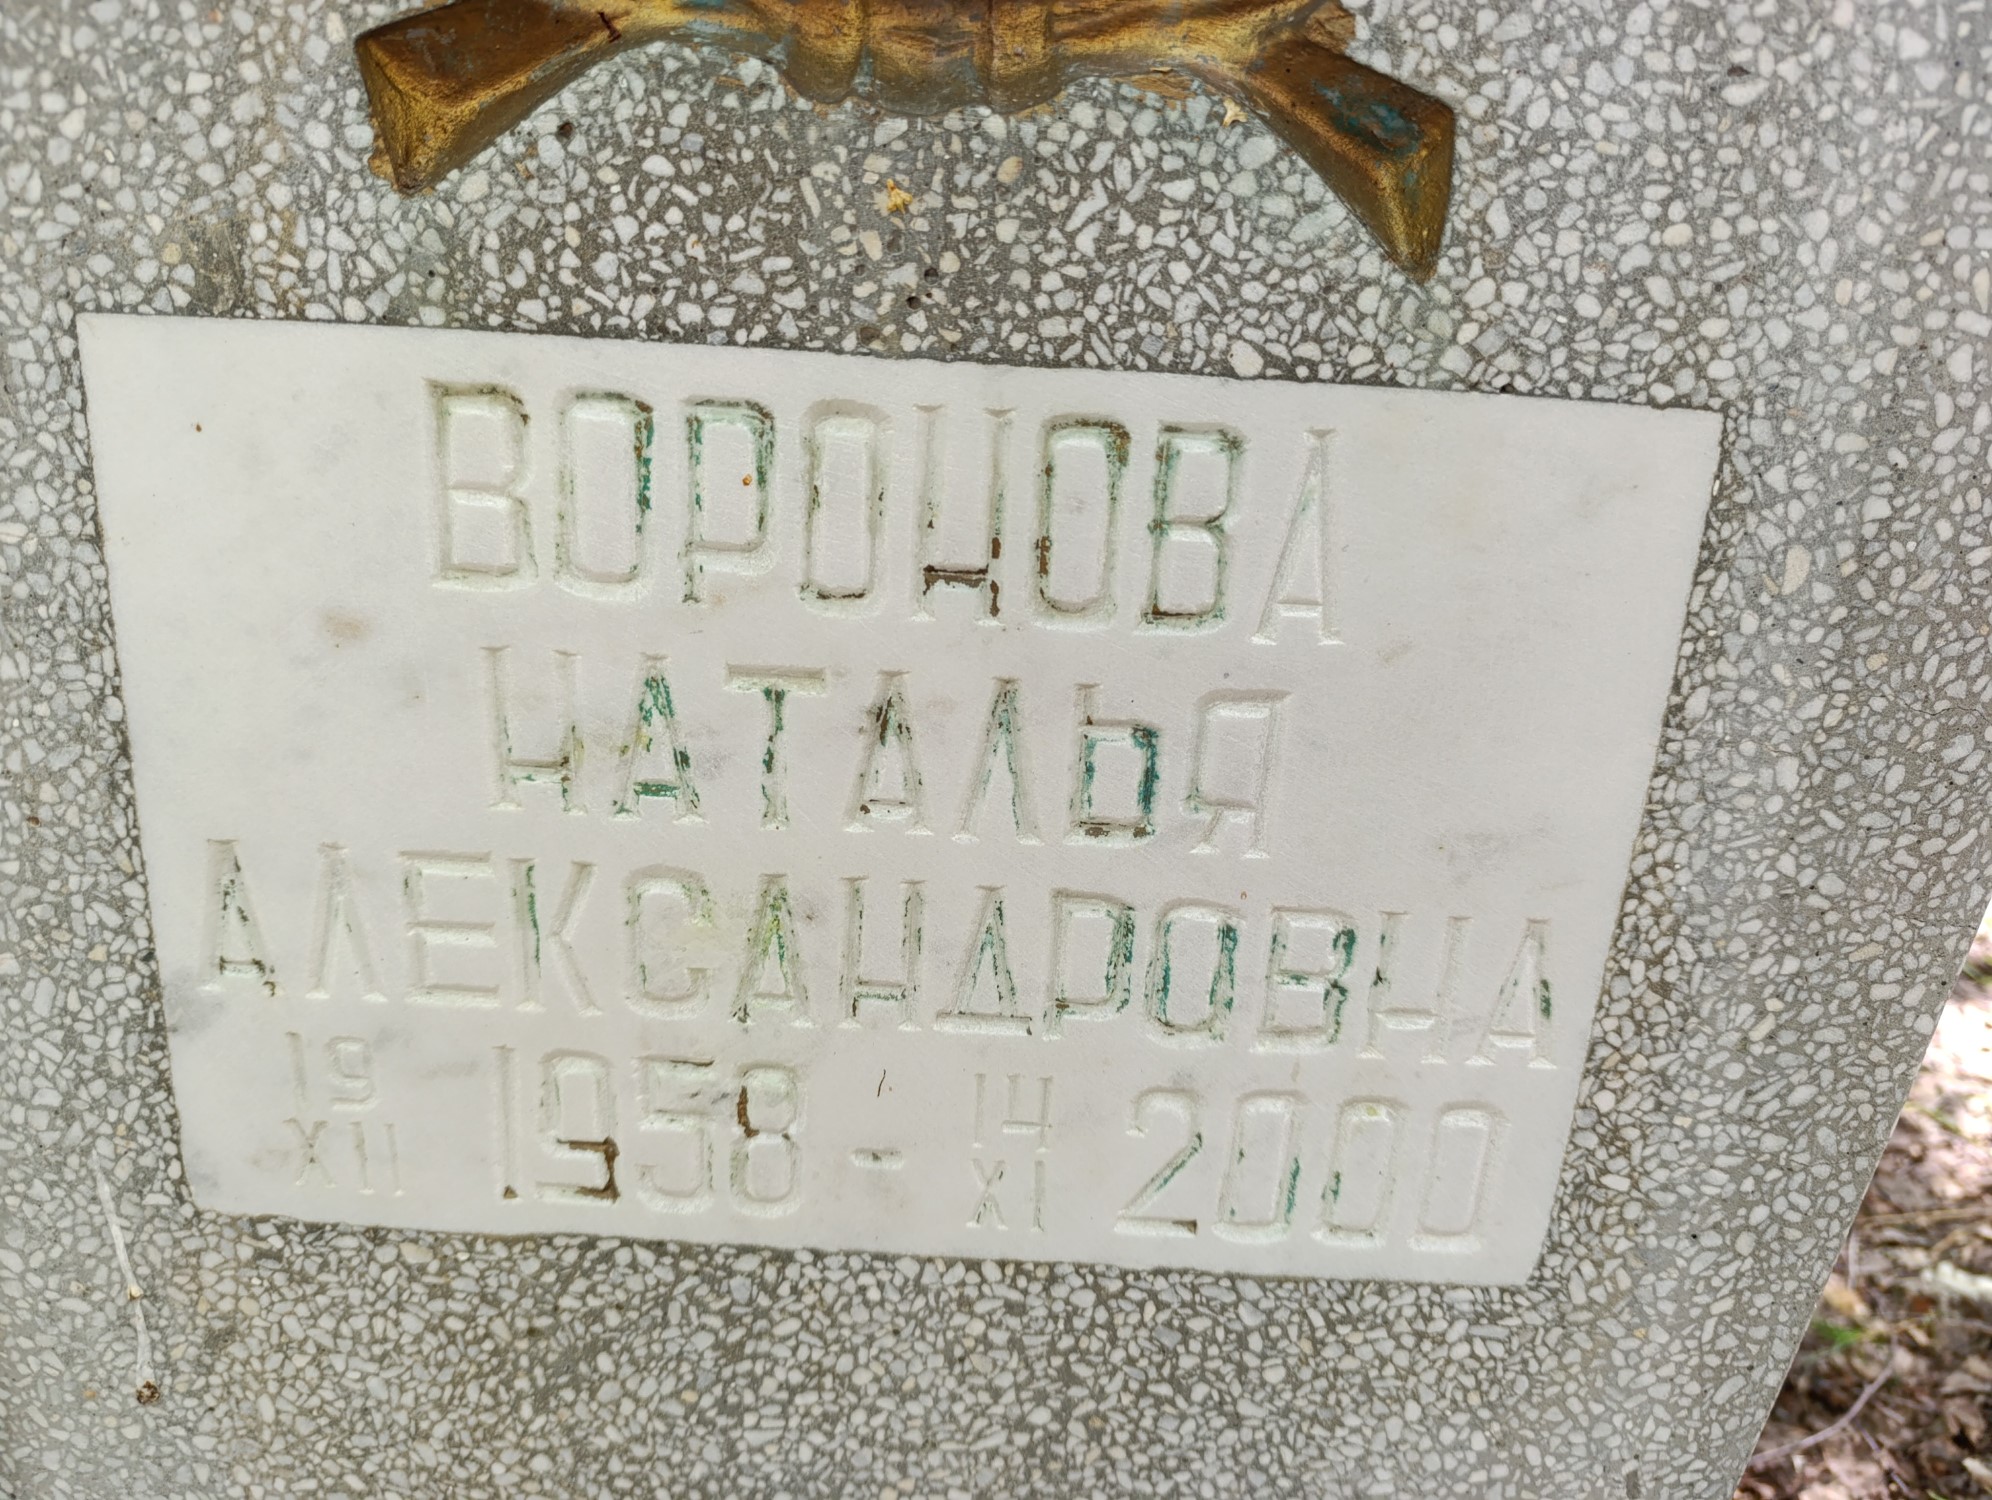 ВОРОНОВА
НАТАЛЬЯ
АЛЕКСАНДРОВНА
19 XII 1958 - 14 XI 2000